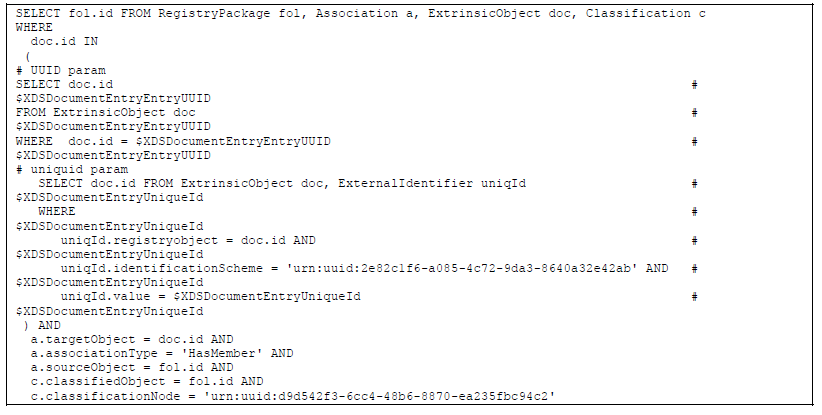 SELECT fol.id FROM RegistryPackage fol, Association a, ExtrinsicObject doc, Classification c
WHERE
doc.id IN
(
# UUID param
SELECT doc.id #
$XDSDocumentEntryEntryUUID
FROM ExtrinsicObject doc #
$XDSDocumentEntryEntryUUID
WHERE doc.id = $XDSDocumentEntryEntryUUID #
$XDSDocumentEntryEntryUUID
# uniquid param
SELECT doc.id FROM ExtrinsicObject doc, ExternalIdentifier uniqId #
$XDSDocumentEntryUniqueId
WHERE #
$XDSDocumentEntryUniqueId
uniqId.registryobject = doc.id AND #
$XDSDocumentEntryUniqueId
uniqId.identificationScheme = 'urn:uuid:2e82c1f6-a085-4c72-9da3-8640a32e42ab' AND #
$XDSDocumentEntryUniqueId
uniqId.value = $XDSDocumentEntryUniqueId #
$XDSDocumentEntryUniqueId
) AND
a.targetObject = doc.id AND
a.associationType = 'HasMember' AND
a.sourceObject = fol.id AND
c.classifiedObject = fol.id AND
c.classificationNode = 'urn:uuid:d9d542f3-6cc4-48b6-8870-ea235fbc94c2'